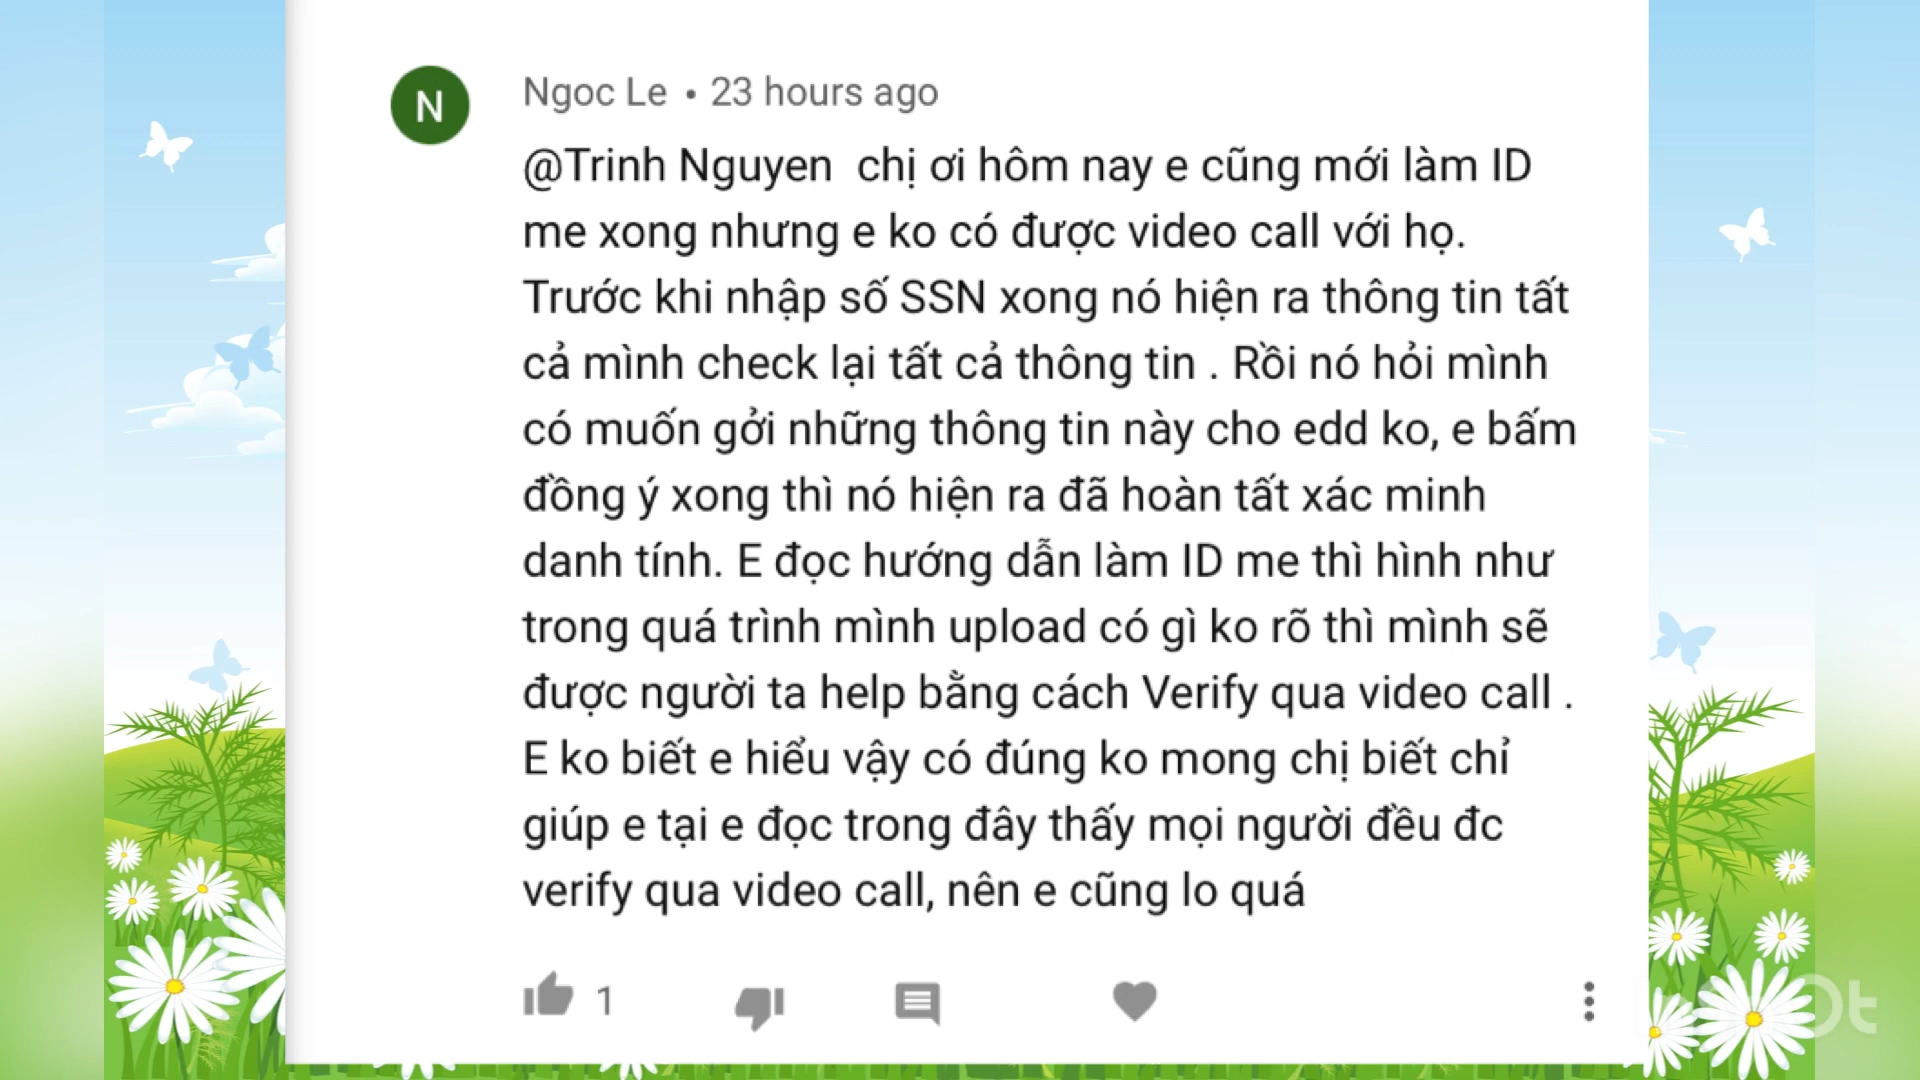 N
Ngoc Le • 23 hours ago
@Trinh Nguyen chị ơi hôm nay e cũng mới làm ID
me xong nhưng e ko có được video call với họ.
Trước khi nhập số SSN xong nó hiện ra thông tin tất
cả mình check lại tất cả thông tin . Rồi nó hỏi mình
có muốn gởi những thông tin này cho edd ko, e bấm
đồng ý xong thì nó hiện ra đã hoàn tất xác minh
danh tính. E đọc hướng dẫn làm ID me thì hình như
trong quá trình mình upload có gì ko rõ thì mình sẽ
được người ta help bằng cách Verify qua video call .
E ko biết e hiểu vậy có đúng ko mong chị biết chỉ
giúp e tại e đọc trong đây thấy mọi người đều đc
verify qua video call, nên e cũng lo quá
1